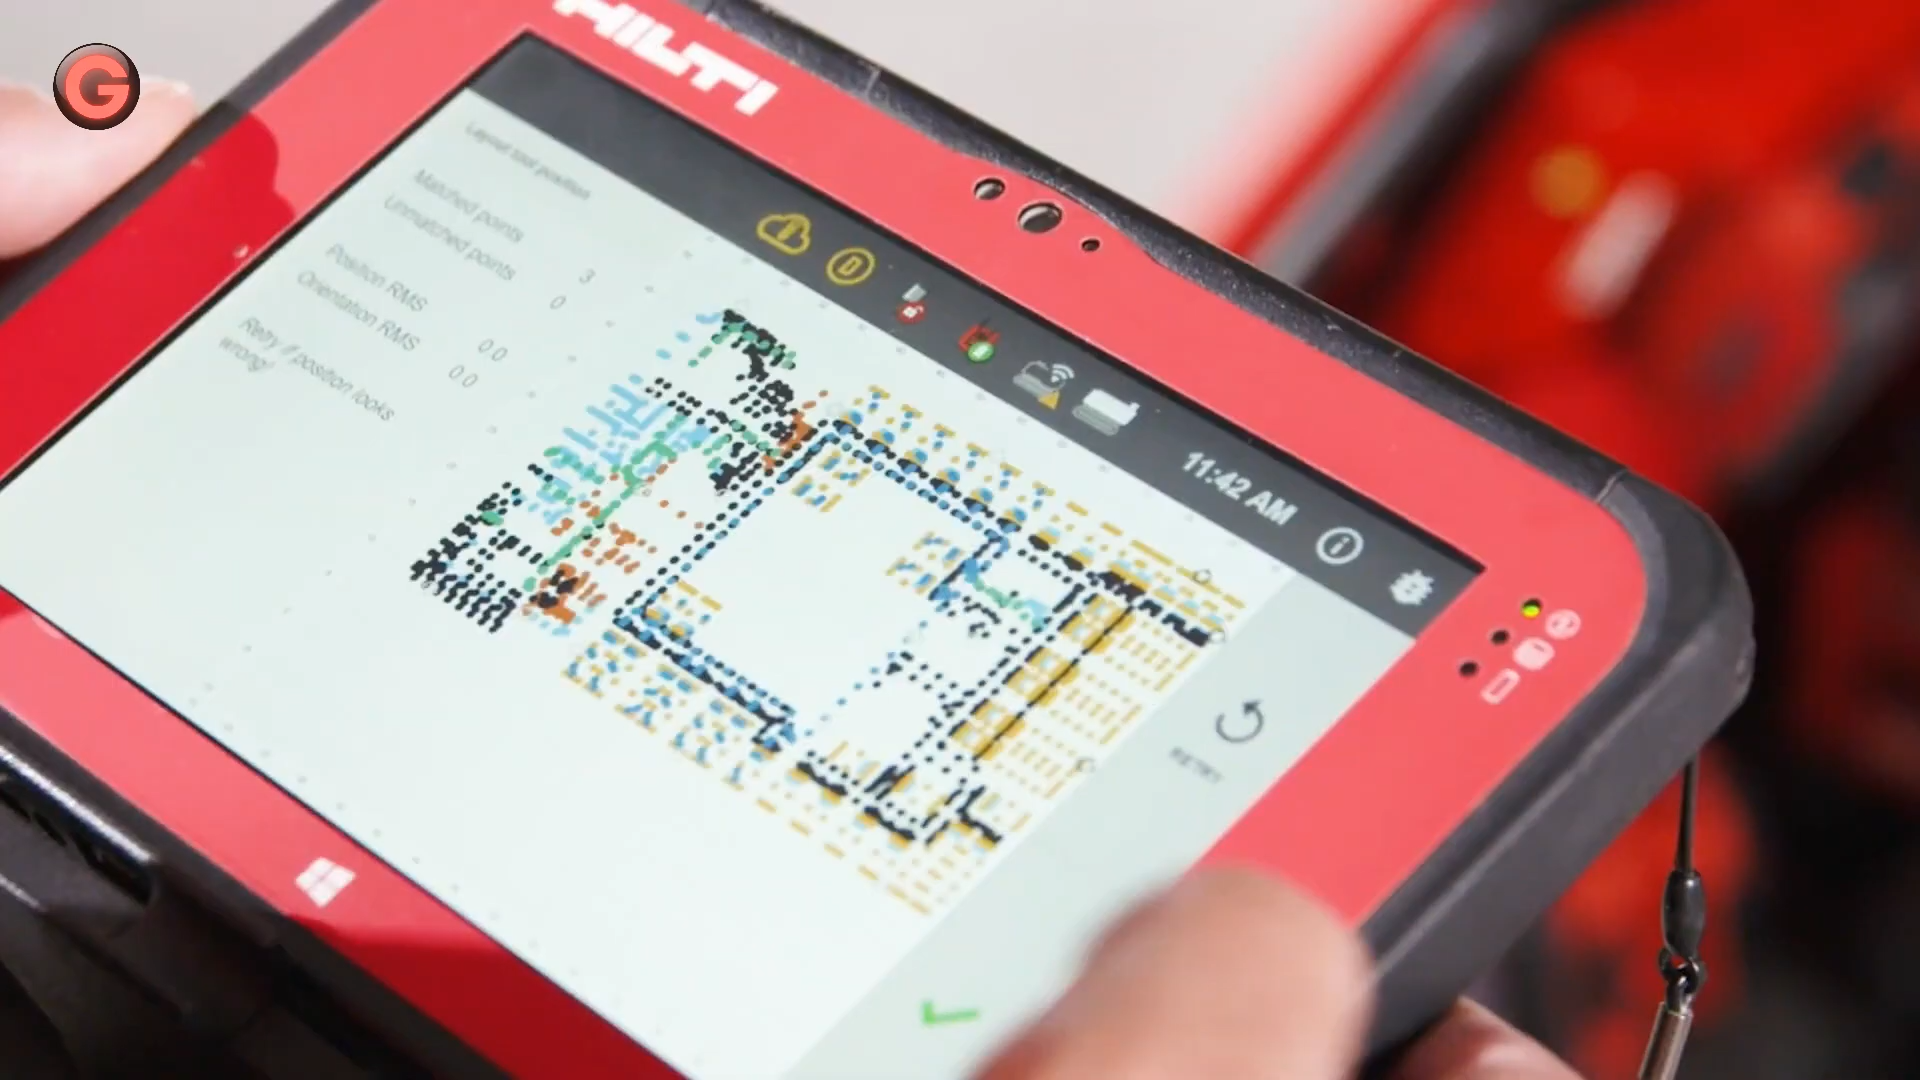 G
HILTI
11:42 AM
Layout tool position
Matched points 3
Unmatched points 0
Position RMS 0.0
Orientation RMS 0.0
Retry if position looks
wrong!
RETRY